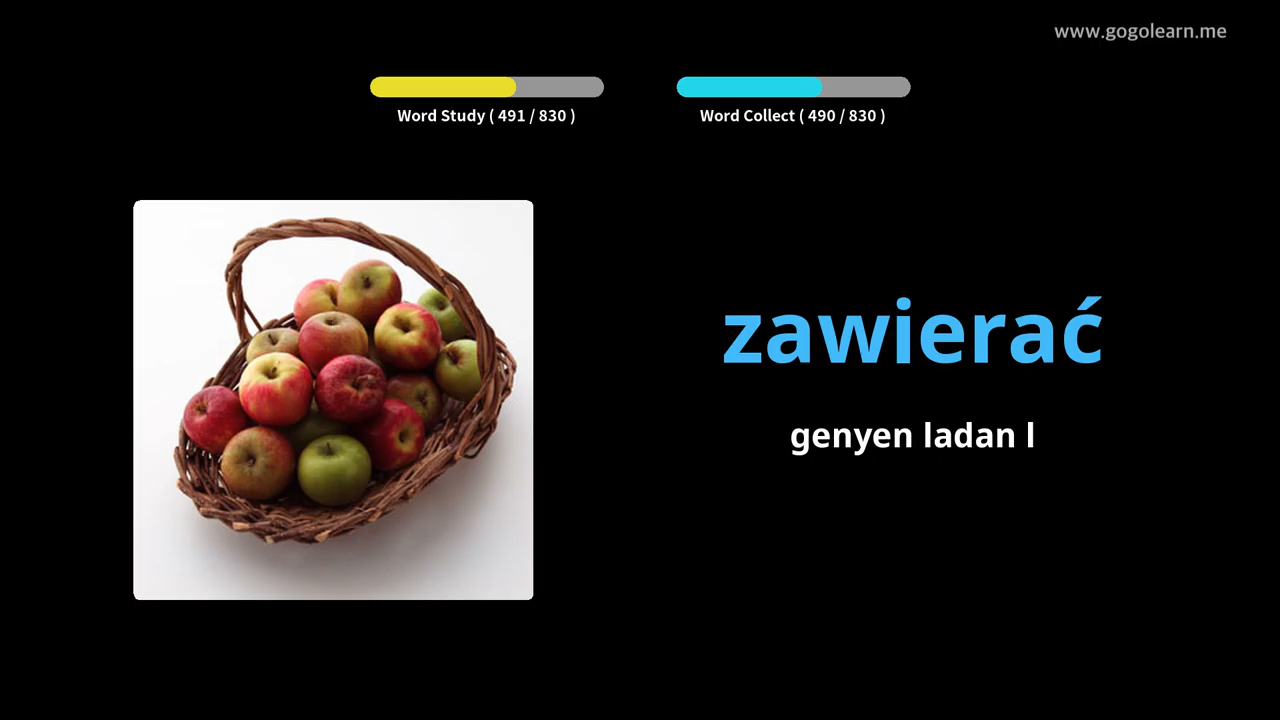 www.gogolearn.me
Word Study ( 491 / 830 )
Word Collect ( 490 / 830 )
zawierać
genyen ladan l